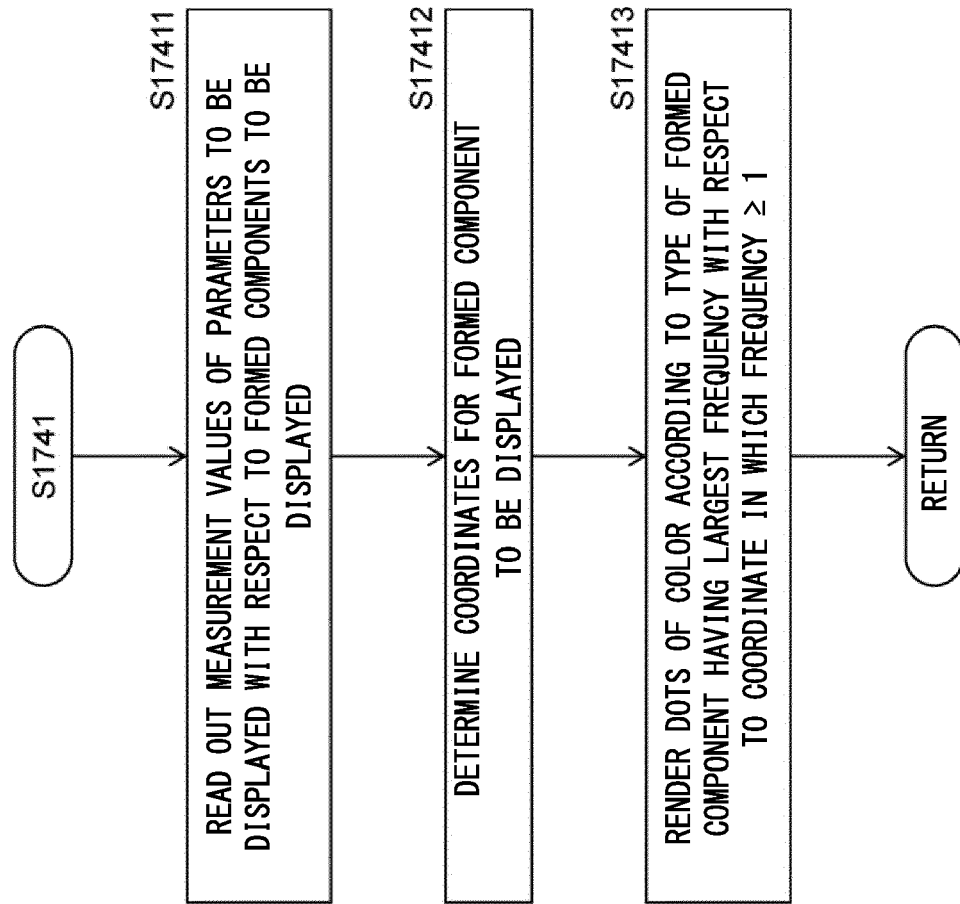 S1741
S17411
READ OUT MEASUREMENT VALUES OF PARAMETERS TO BE
DISPLAYED WITH RESPECT TO FORMED COMPONENTS TO BE
DISPLAYED
S17412
DETERMINE COORDINATES FOR FORMED COMPONENT
TO BE DISPLAYED
S17413
RENDER DOTS OF COLOR ACCORDING TO TYPE OF FORMED
COMPONENT HAVING LARGEST FREQUENCY WITH RESPECT
TO COORDINATE IN WHICH FREQUENCY ≥ 1
RETURN